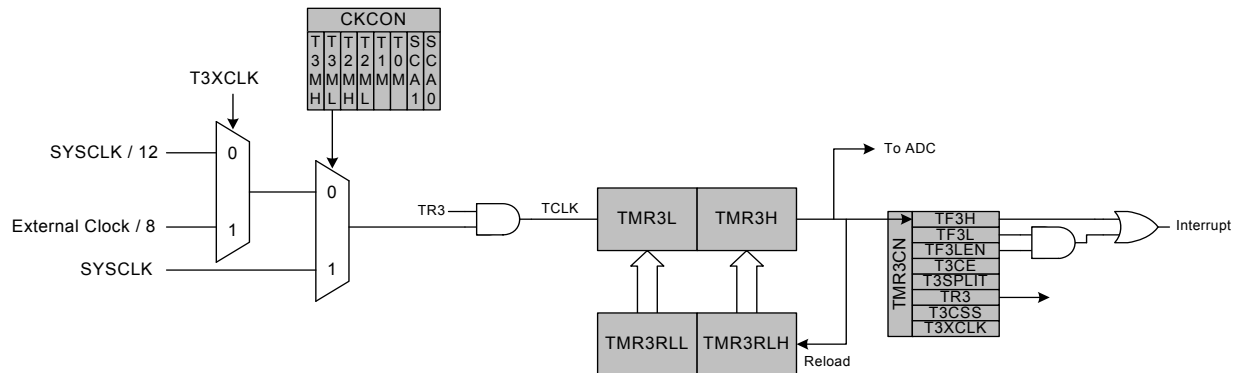 CKCON
T3MH
T3ML
T2MH
T2ML
T1M
T0M
SCA1
SCA0
T3XCLK
SYSCLK / 12
0
External Clock / 8
1
SYSCLK
0
1
TR3
TCLK
TMR3L
TMR3H
To ADC
TMR3RLL
TMR3RLH
Reload
TMR3CN
TF3H
TF3L
TF3LEN
T3CE
T3SPLIT
TR3
T3CSS
T3XCLK
Interrupt